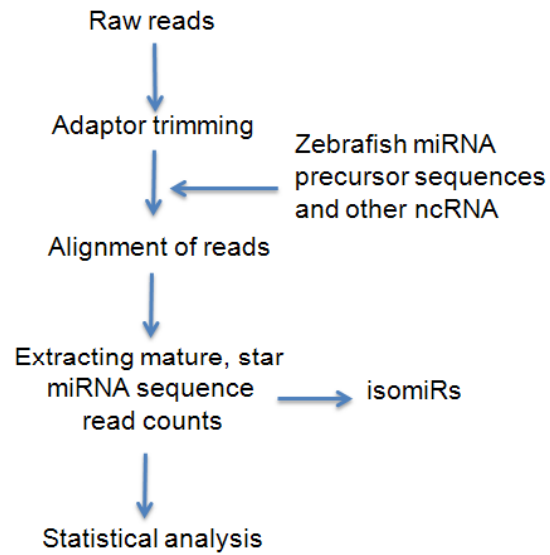 Raw reads
Adaptor trimming
Zebrafish miRNA
precursor sequences
and other ncRNA
Alignment of reads
Extracting mature, star
miRNA sequence
read counts
isomiRs
Statistical analysis